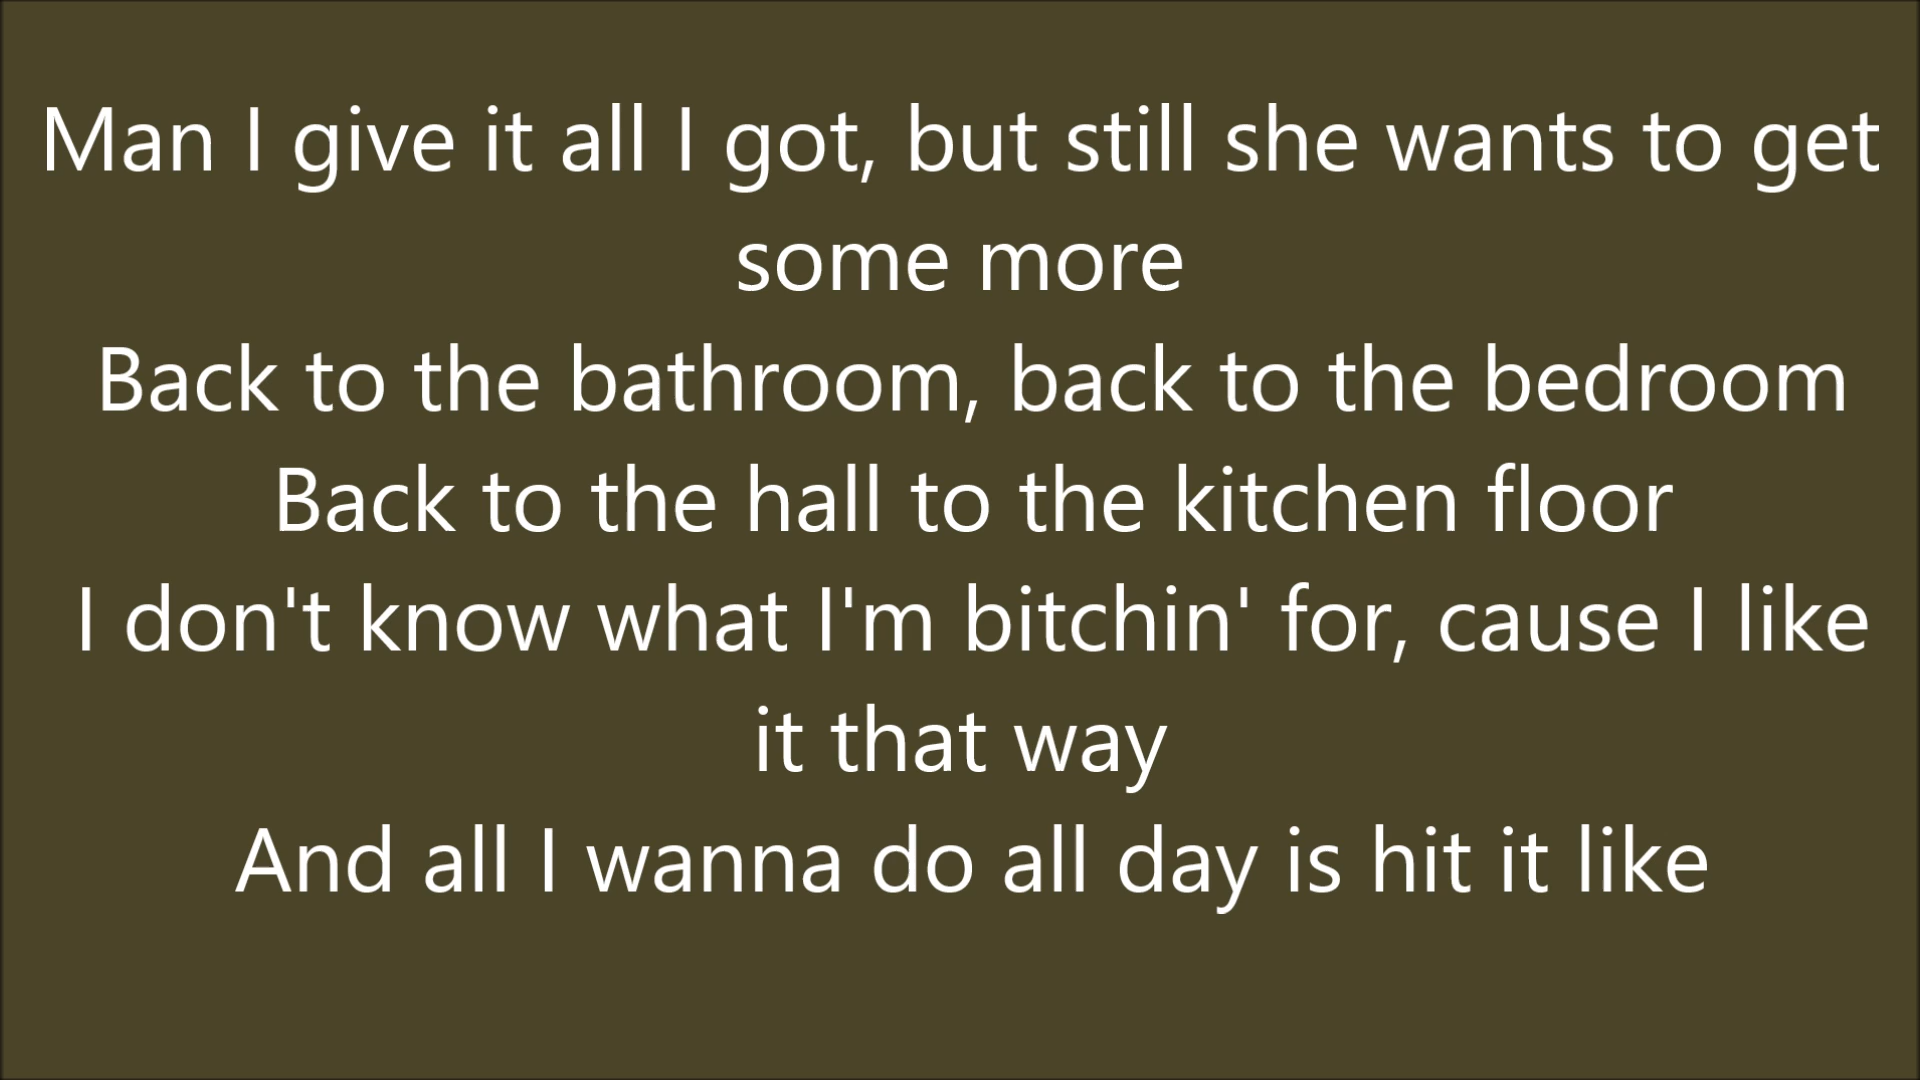 Man I give it all I got, but still she wants to get
some more
Back to the bathroom, back to the bedroom
Back to the hall to the kitchen floor
I don't know what I'm bitchin' for, cause I like
it that way
And all I wanna do all day is hit it like